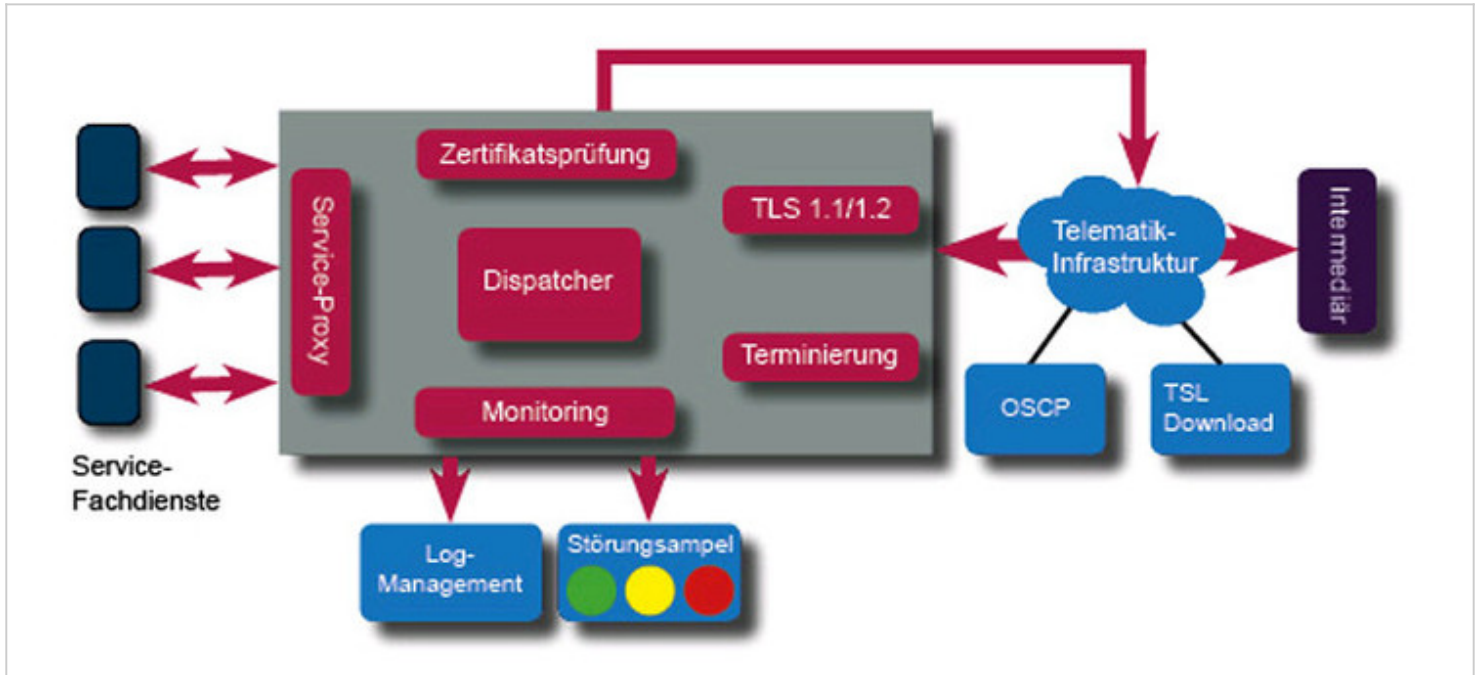 Zertifikatsprüfung
Service-Proxy
TLS 1.1/1.2
Dispatcher
Telematik-
Infrastruktur
Intermediär
Terminierung
Monitoring
OSCP
TSL
Download
Service-
Fachdienste
Log-
Management
Störungsampel